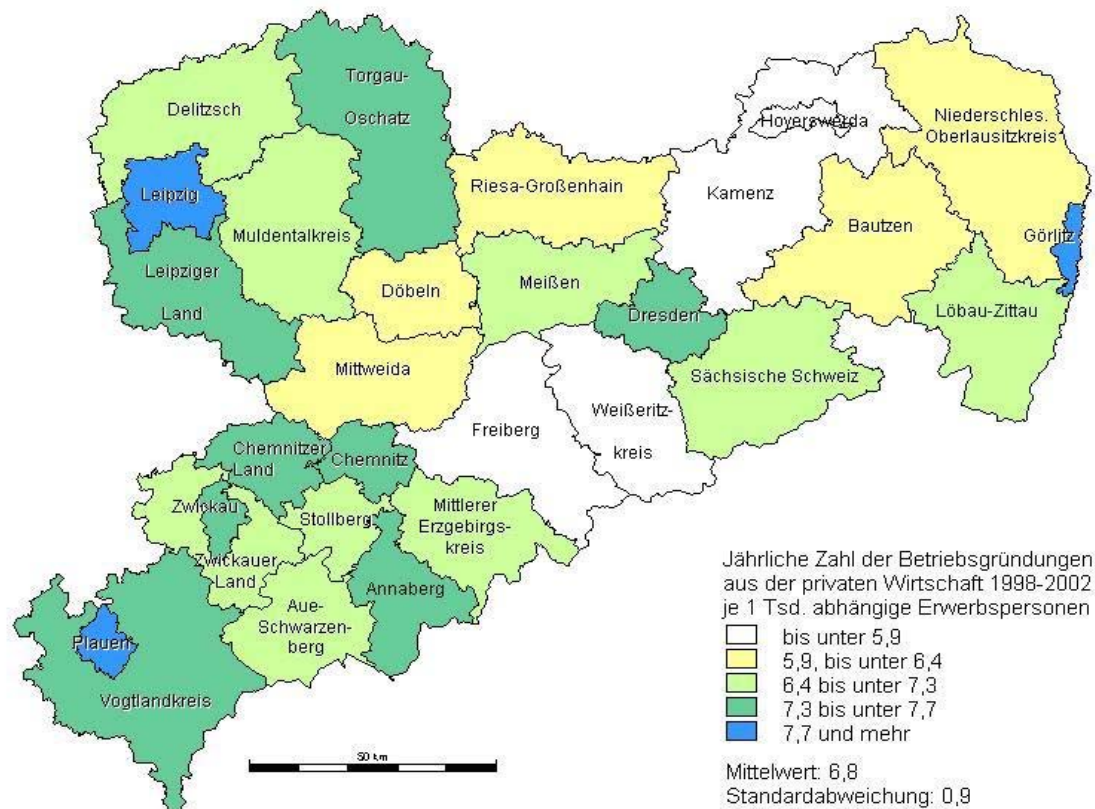 Torgau-
Oschatz
Delitzsch
Hoyerswerda
Niederschles.
Oberlausitzkreis
Leipzig
Riesa-Großenhain
Kamenz
Muldentalkreis
Bautzen
Görlitz
Leipziger
Land
Döbeln
Meißen
Dresden
Löbau-Zittau
Mittweida
Sächsische Schweiz
Weißeritz-
kreis
Freiberg
Chemnitzer
Land
Chemnitz
Zwickau
Stollberg
Mittlerer
Erzgebirgs-
kreis
Zwickauer
Land
Annaberg
Aue-
Schwarzen-
berg
Plauen
Vogtlandkreis
50 km
Jährliche Zahl der Betriebsgründungen
aus der privaten Wirtschaft 1998-2002
je 1 Tsd. abhängige Erwerbspersonen
bis unter 5,9
5,9, bis unter 6,4
6,4 bis unter 7,3
7,3 bis unter 7,7
7,7 und mehr
Mittelwert: 6,8
Standardabweichung: 0,9